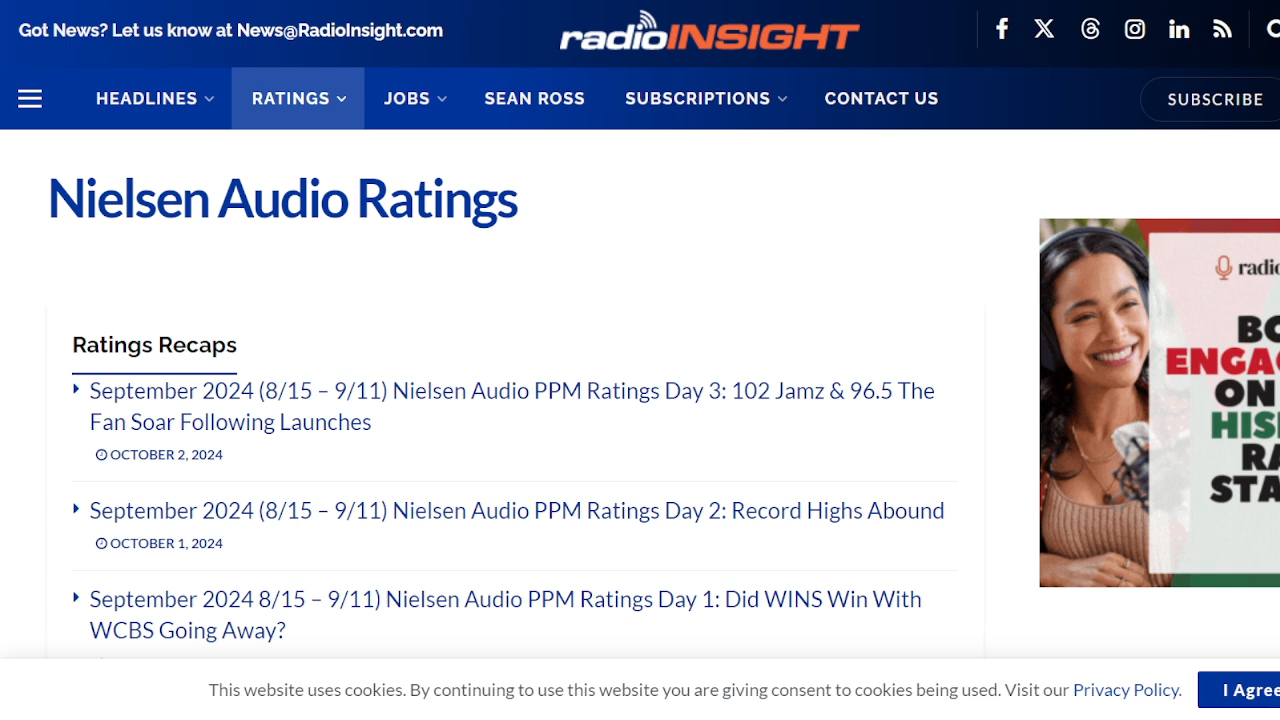 Got News? Let us know at News@RadioInsight.com
radioINSIGHT
HEADLINES
RATINGS
JOBS
SEAN ROSS
SUBSCRIPTIONS
CONTACT US
SUBSCRIBE
Nielsen Audio Ratings
Ratings Recaps
September 2024 (8/15 – 9/11) Nielsen Audio PPM Ratings Day 3: 102 Jamz & 96.5 The
Fan Soar Following Launches
OCTOBER 2, 2024
September 2024 (8/15 – 9/11) Nielsen Audio PPM Ratings Day 2: Record Highs Abound
OCTOBER 1, 2024
September 2024 8/15 – 9/11) Nielsen Audio PPM Ratings Day 1: Did WINS Win With
WCBS Going Away?
ON
This website uses cookies. By continuing to use this website you are giving consent to cookies being used. Visit our Privacy Policy.
I Agree